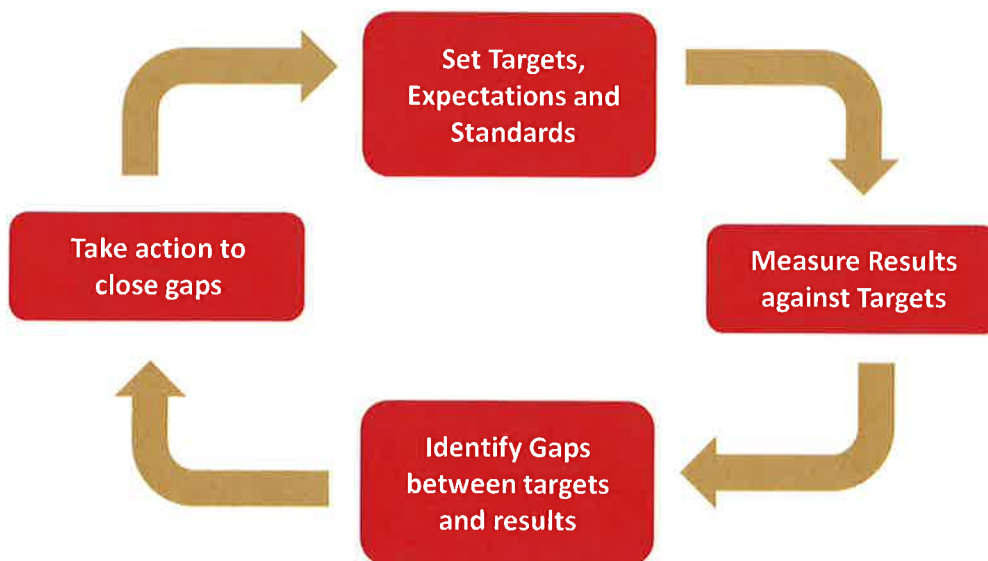 Set Targets,
Expectations and
Standards
Measure Results
against Targets
Identify Gaps
between targets
and results
Take action to
close gaps